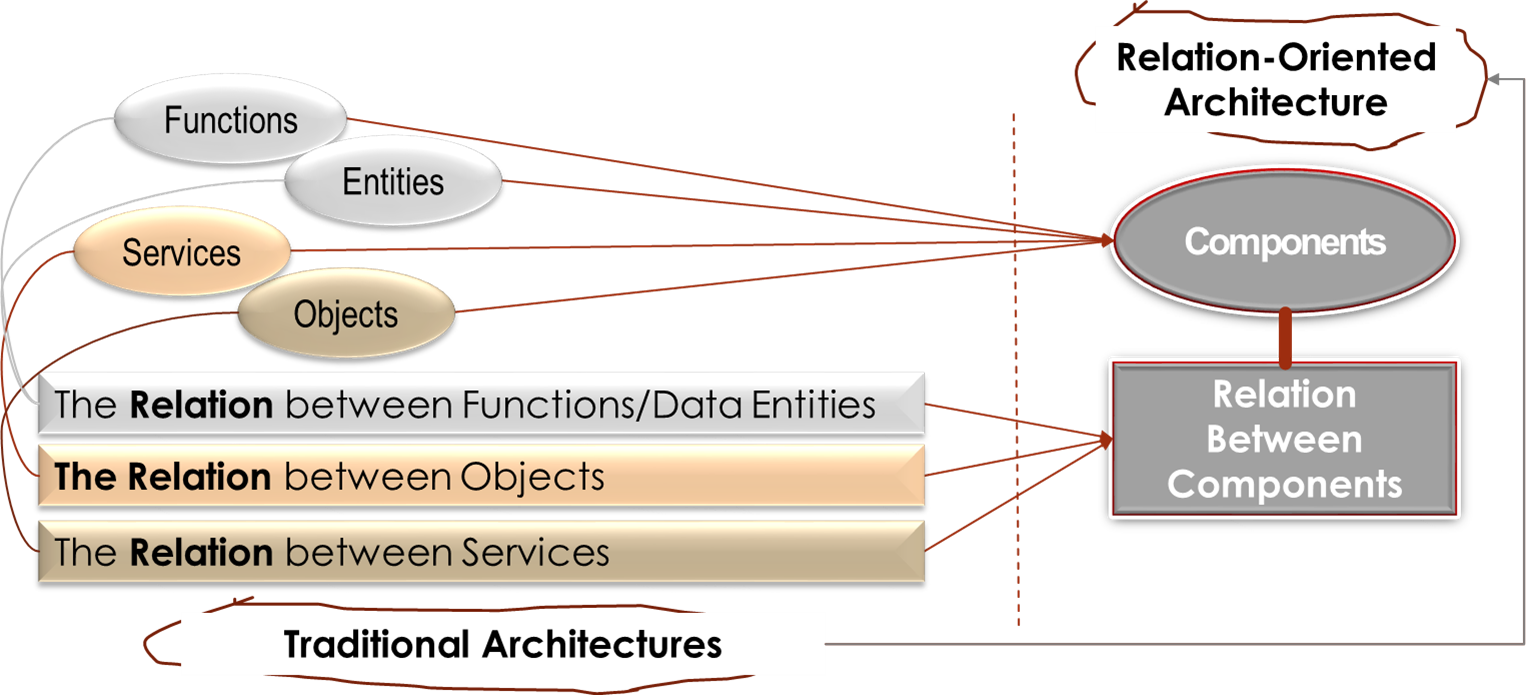 Relation-Oriented
Architecture
Functions
Entities
Services
Objects
Components
The Relation between Functions/Data Entities
The Relation between Objects
The Relation between Services
Relation
Between
Components
Traditional Architectures